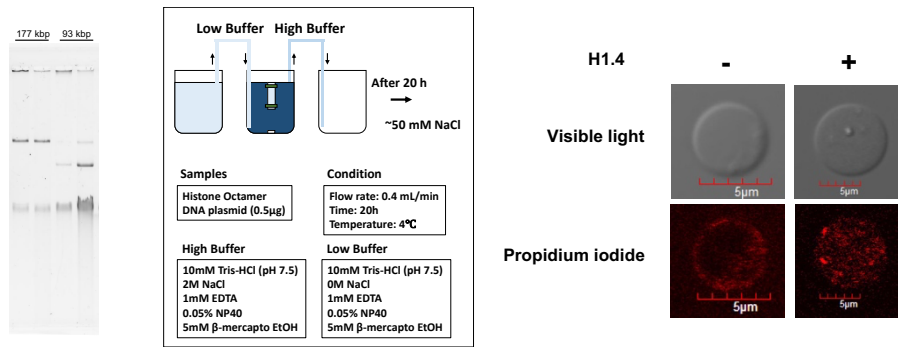 177 kbp 93 kbp
Low Buffer High Buffer
After 20 h
~50 mM NaCl
Samples
Histone Octamer
DNA plasmid (0.5μg)
Condition
Flow rate: 0.4 mL/min
Time: 20h
Temperature: 4℃
High Buffer
10mM Tris-HCl (pH 7.5)
2M NaCl
1mM EDTA
0.05% NP40
5mM β-mercapto EtOH
Low Buffer
10mM Tris-HCl (pH 7.5)
0M NaCl
1mM EDTA
0.05% NP40
5mM β-mercapto EtOH
H1.4 - +
Visible light
5μm
5μm
Propidium iodide
5μm
5μm